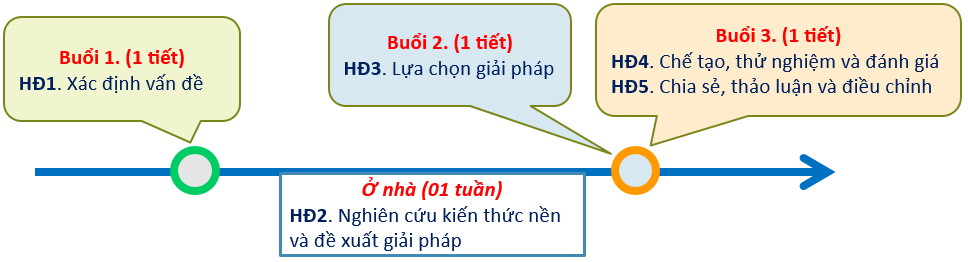 Buổi 1. (1 tiết)
HĐ1. Xác định vấn đề
Buổi 2. (1 tiết)
HĐ3. Lựa chọn giải pháp
Buổi 3. (1 tiết)
HĐ4. Chế tạo, thử nghiệm và đánh giá
HĐ5. Chia sẻ, thảo luận và điều chỉnh
Ở nhà (01 tuần)
HĐ2. Nghiên cứu kiến thức nền
và đề xuất giải pháp